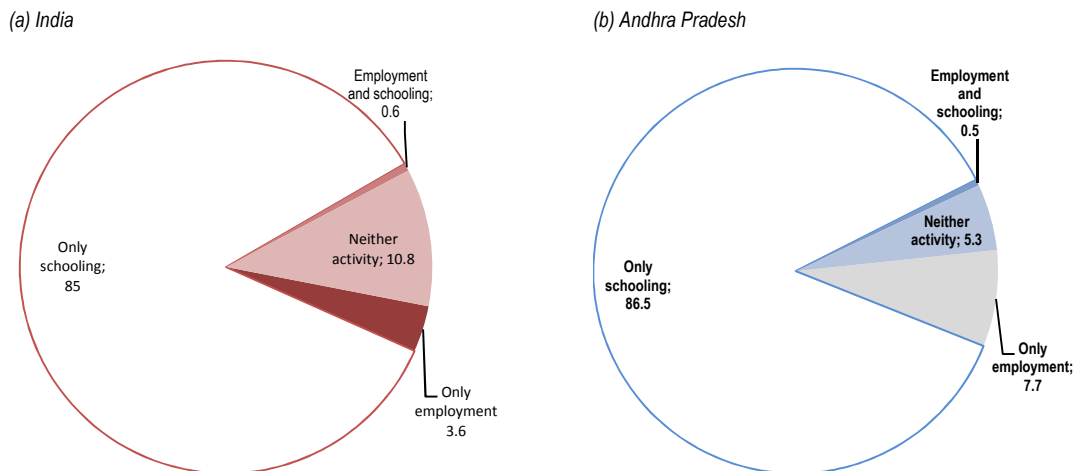 (a) India
Employment
and schooling;
0.6
Neither
activity; 10.8
Only
schooling;
85
Only
employment
3.6
(b) Andhra Pradesh
Employment
and
schooling;
0.5
Neither
activity; 5.3
Only
schooling;
86.5
Only
employment;
7.7